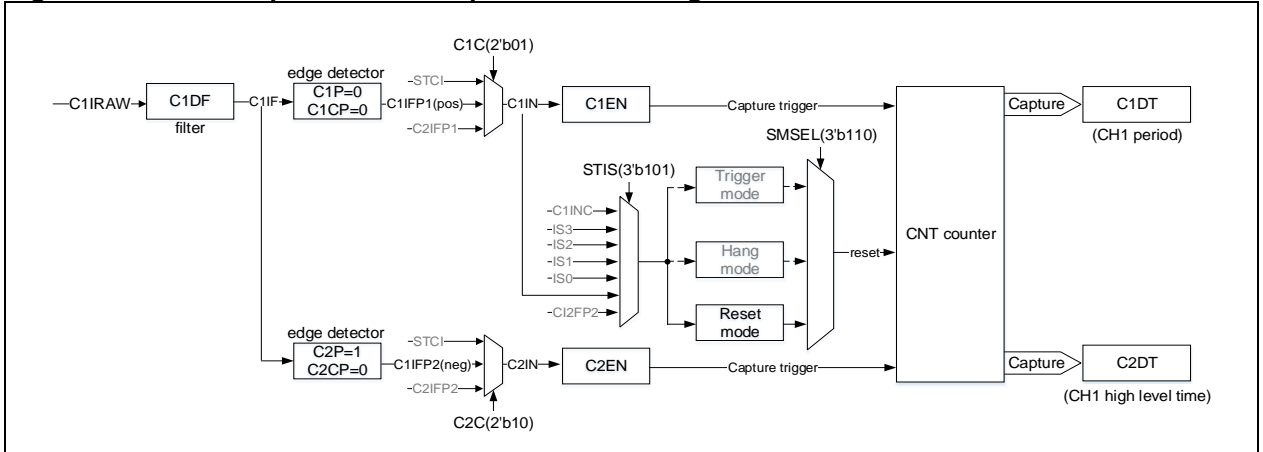 C1C(2'b01)
edge detector
C1P=0
C1CP=0
C1IRAW
C1DF
filter
C1IF
STCI
C1IFP1(pos)
C2IFP1
C1IN
C1EN
Capture trigger
Capture
C1DT
(CH1 period)
SMSEL(3'b110)
STIS(3'b101)
C1INC
IS3
IS2
IS1
IS0
CI2FP2
Trigger
mode
Hang
mode
Reset
mode
reset
CNT counter
edge detector
C2P=1
C2CP=0
STCI
C1IFP2(neg)
C2IFP2
C2IN
C2EN
Capture trigger
Capture
C2DT
(CH1 high level time)
C2C(2'b10)